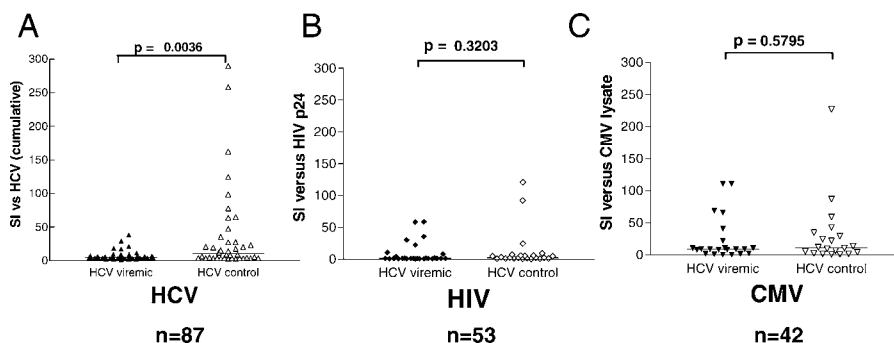 A
p = 0.0036
SI vs HCV (cumulative)
300
250
200
150
100
50
0
HCV viremic
HCV control
HCV
n=87
B
p = 0.3203
SI versus HIV p24
300
250
200
150
100
50
0
HCV viremic
HCV control
HIV
n=53
C
p = 0.5795
SI versus CMV lysate
300
250
200
150
100
50
0
HCV viremic
HCV control
CMV
n=42